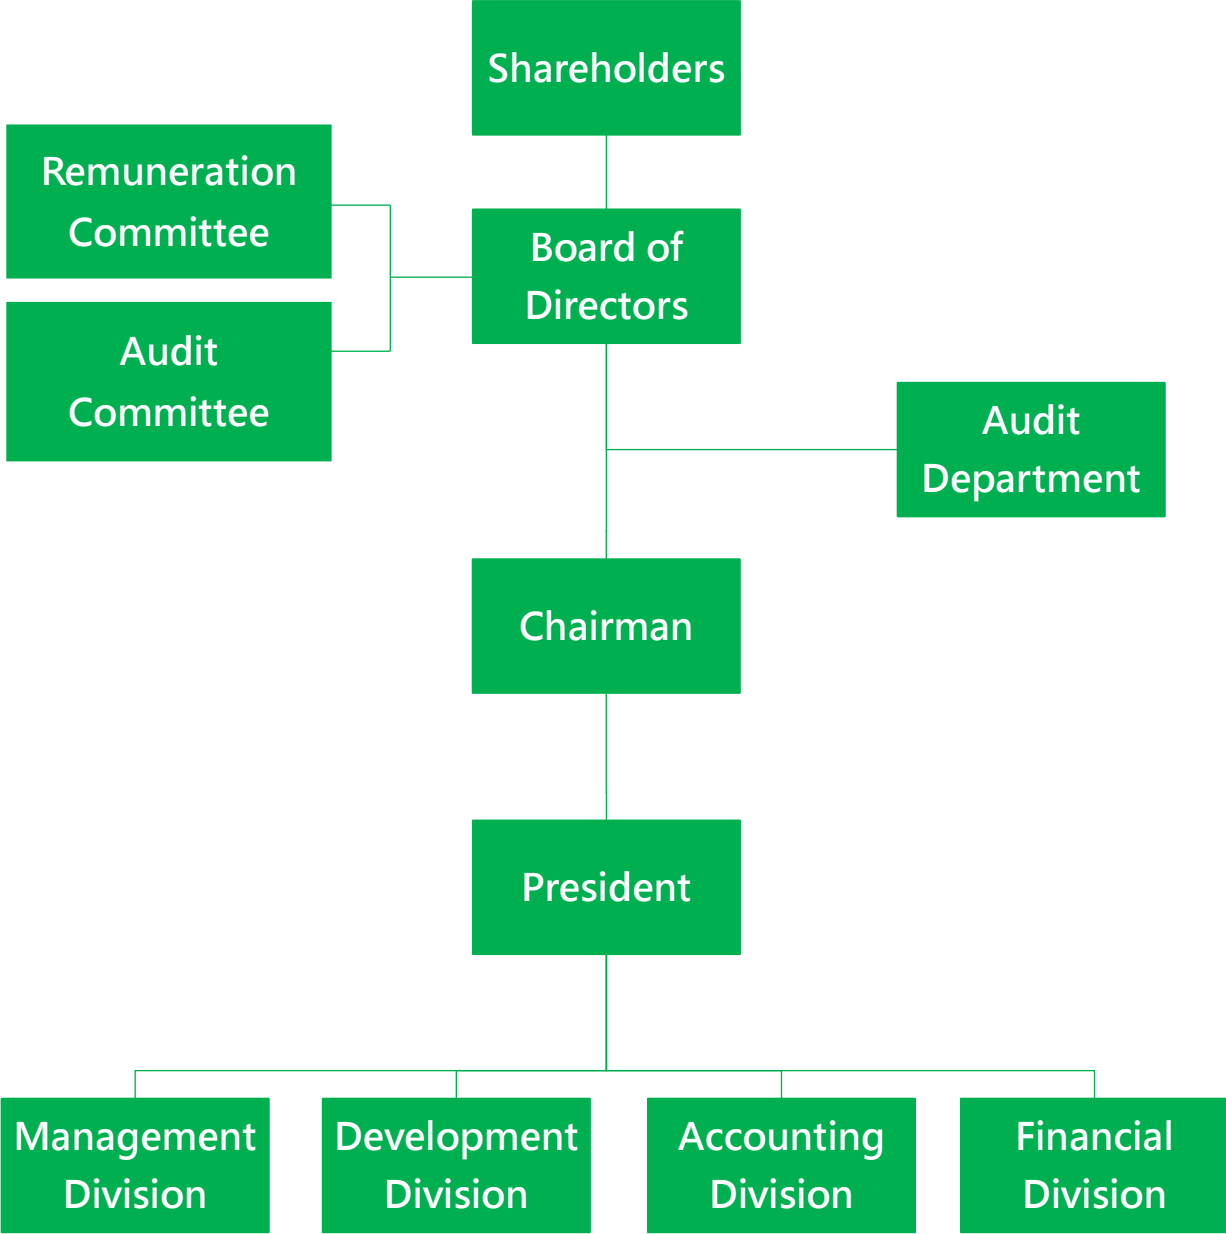 Shareholders
Remuneration
Committee
Board of
Directors
Audit
Committee
Audit
Department
Chairman
President
Management
Division
Development
Division
Accounting
Division
Financial
Division